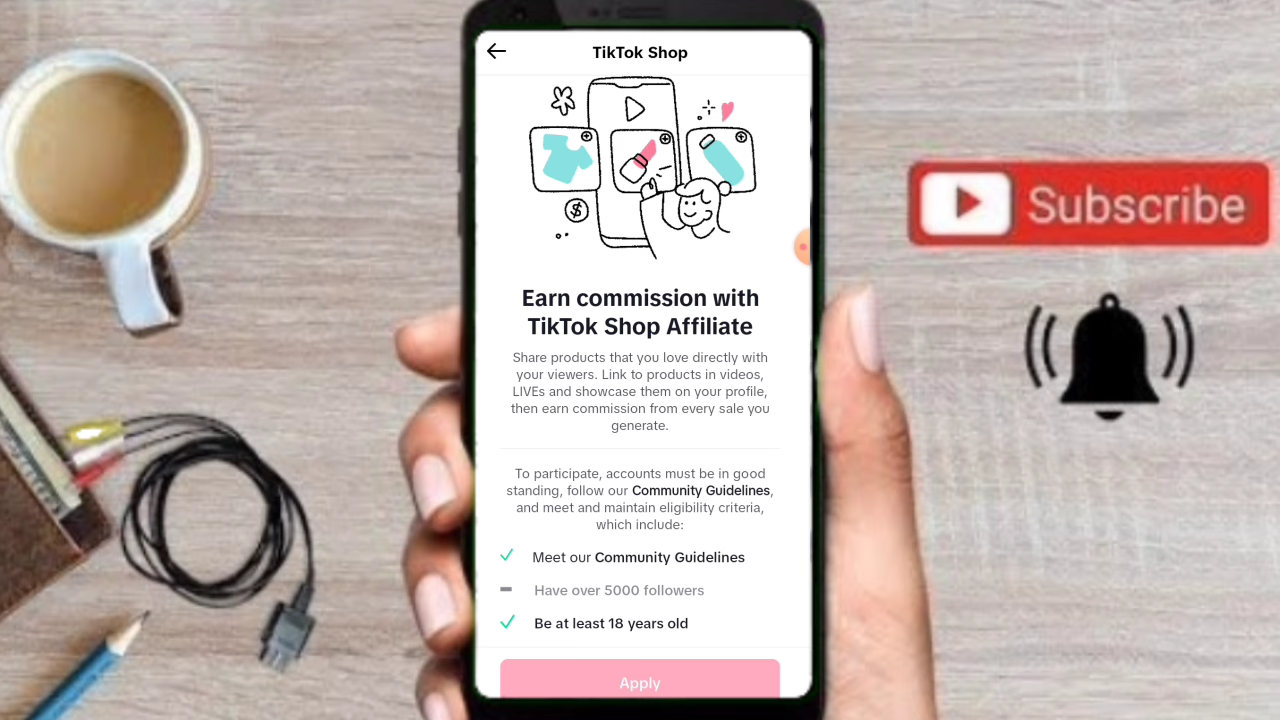 TikTok Shop
Earn commission with
TikTok Shop Affiliate
Share products that you love directly with
your viewers. Link to products in videos,
LIVEs and showcase them on your profile,
then earn commission from every sale you
generate.
To participate, accounts must be in good
standing, follow our Community Guidelines,
and meet and maintain eligibility criteria,
which include:
Meet our Community Guidelines
Have over 5000 followers
Be at least 18 years old
Apply
Subscribe